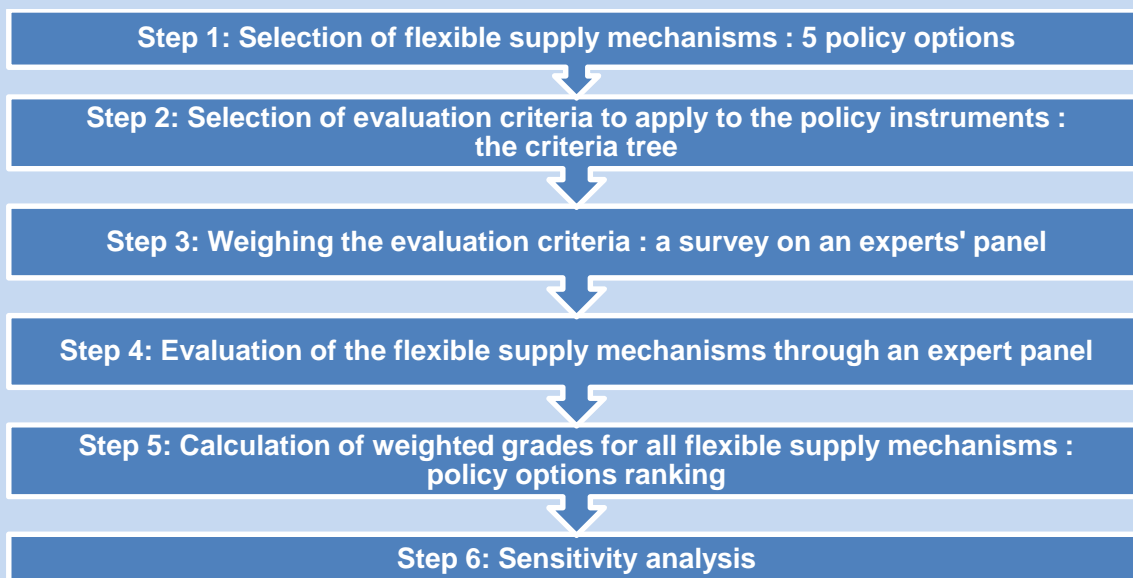 Step 1: Selection of flexible supply mechanisms : 5 policy options
Step 2: Selection of evaluation criteria to apply to the policy instruments :
the criteria tree
Step 3: Weighing the evaluation criteria : a survey on an experts' panel
Step 4: Evaluation of the flexible supply mechanisms through an expert panel
Step 5: Calculation of weighted grades for all flexible supply mechanisms :
policy options ranking
Step 6: Sensitivity analysis